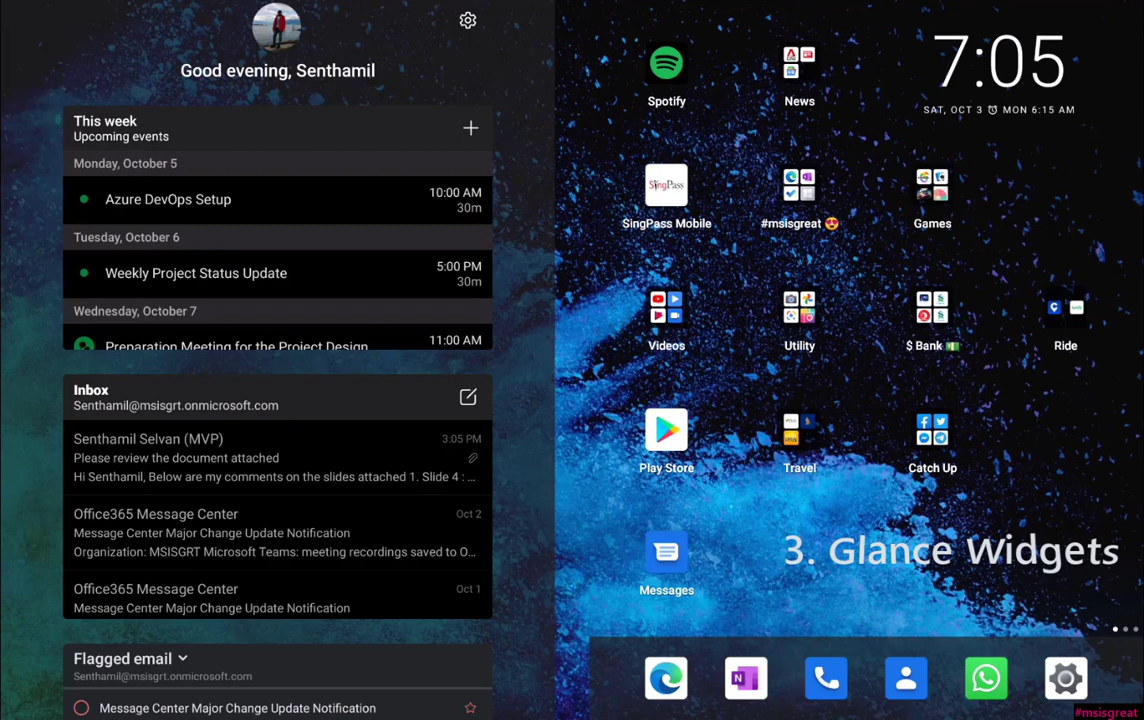 Good evening, Senthamil
This week
Upcoming events
Monday, October 5
Azure DevOps Setup
10:00 AM
30m
Tuesday, October 6
Weekly Project Status Update
5:00 PM
30m
Wednesday, October 7
Preparation Meeting for the Project Design
11:00 AM
Inbox
Senthamil@msisgrt.onmicrosoft.com
Senthamil Selvan (MVP)
3:05 PM
Please review the document attached
Hi Senthamil, Below are my comments on the slides attached 1. Slide 4 : ...
Office365 Message Center
Oct 2
Message Center Major Change Update Notification
Organization: MSISGRT Microsoft Teams: meeting recordings saved to O...
Office365 Message Center
Oct 1
Message Center Major Change Update Notification
Flagged email
Senthamil@msisgrt.onmicrosoft.com
Message Center Major Change Update Notification
7:05
SAT, OCT 3 ⏰ MON 6:15 AM
Spotify
News
SingPass
SingPass Mobile
#msisgreat 😍
Games
Videos
Utility
$ Bank 💵
Ride
Play Store
Travel
Catch Up
Messages
3. Glance Widgets
#msisgreat